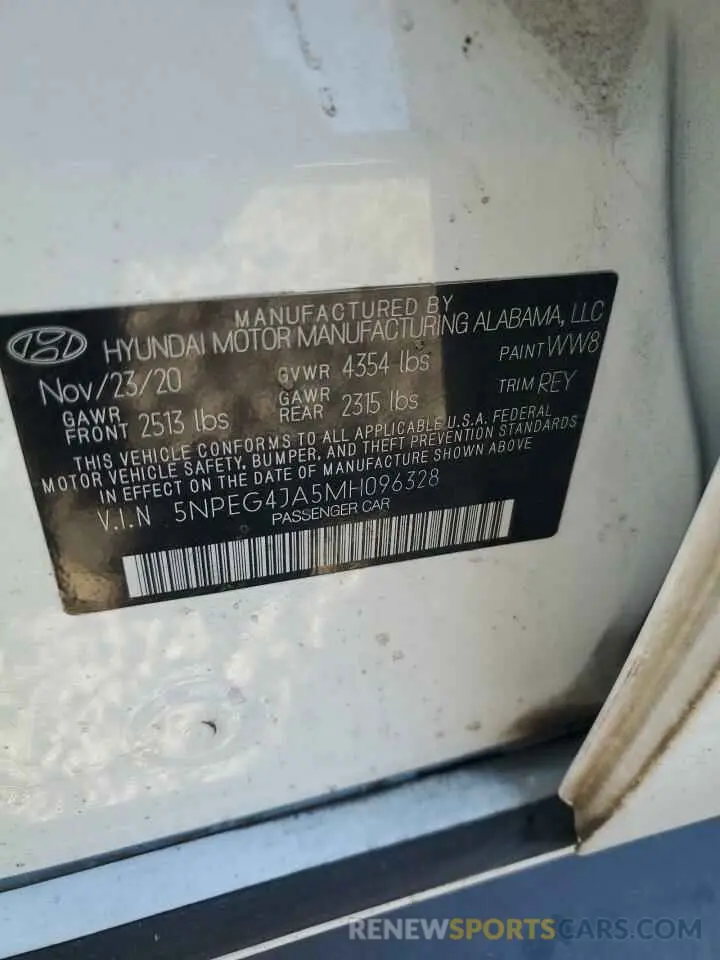 MANUFACTURED BY
HYUNDAI MOTOR MANUFACTURING ALABAMA, LLC
Nov/23/20 GVWR 4354 lbs PAINT WW8
GAWR FRONT 2513 lbs GAWR REAR 2315 lbs TRIM REY
THIS VEHICLE CONFORMS TO ALL APPLICABLE U.S.A. FEDERAL
MOTOR VEHICLE SAFETY, BUMPER, AND THEFT PREVENTION STANDARDS
IN EFFECT ON THE DATE OF MANUFACTURE SHOWN ABOVE
V.I.N 5NPEG4JA5MH096328
PASSENGER CAR
RENEWSPORTSCARS.COM